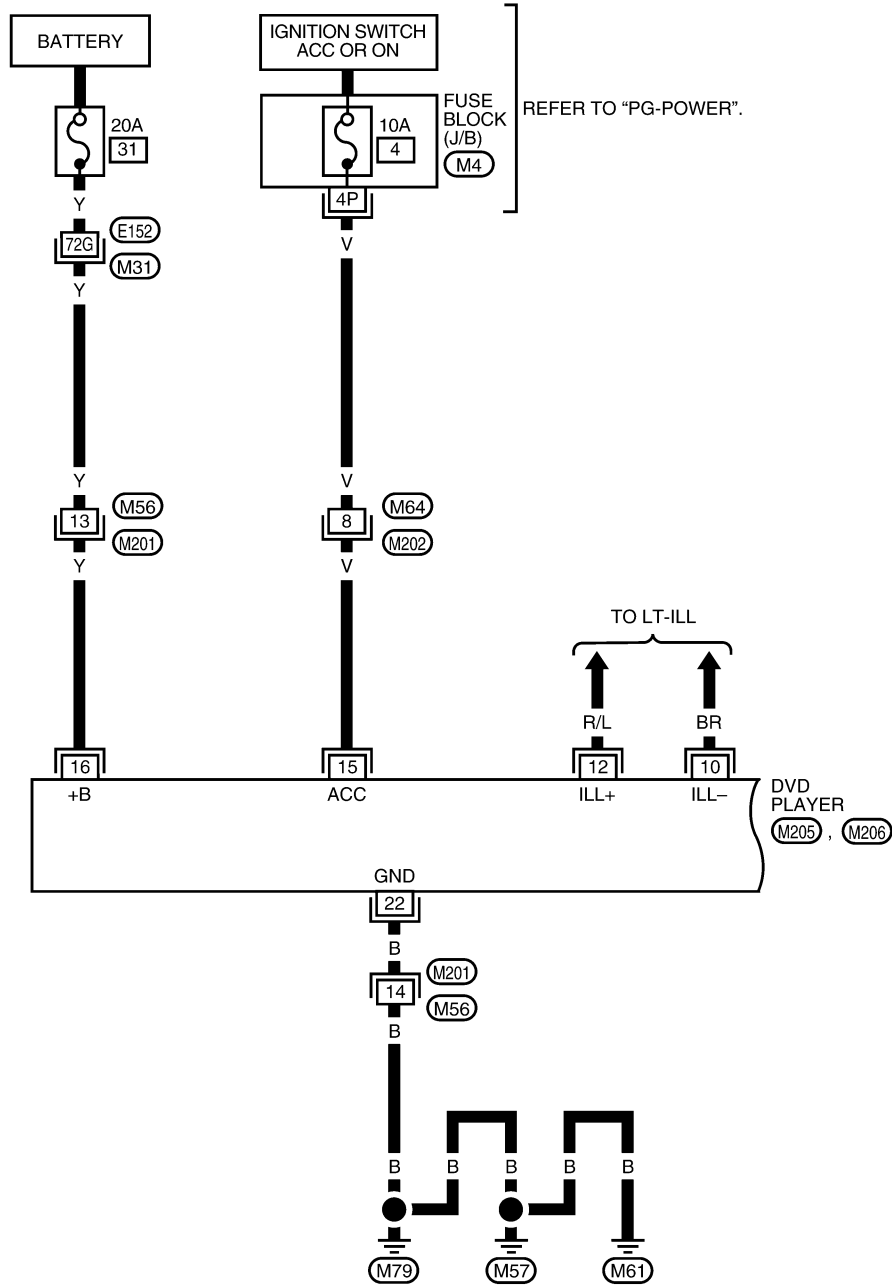 BATTERY
IGNITION SWITCH
ACC OR ON
20A
31
10A
4
FUSE
BLOCK
(J/B)
M4
REFER TO “PG-POWER”.
4P
Y
V
72G
E152
M31
Y
Y
V
13
M56
M201
8
M64
M202
Y
V
TO LT-ILL
R/L
BR
16
15
12
10
+B
ACC
ILL+
ILL–
DVD
PLAYER
M205 , M206
GND
22
B
14
M201
M56
B
B
B
B
B
B
M79
M57
M61